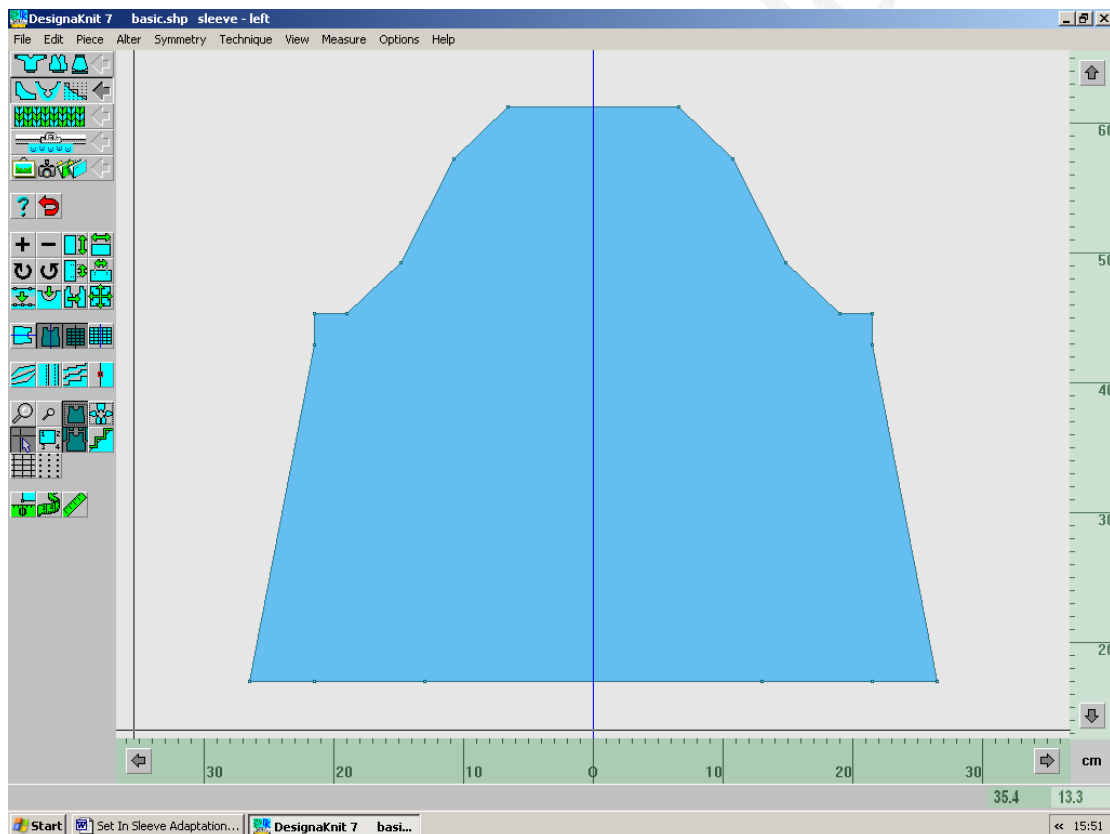 DesignaKnit 7 basic.shp sleeve - left
File Edit Piece Alter Symmetry Technique View Measure Options Help
60
50
40
30
20
30 20 10 0 10 20 30 cm
35.4 13.3
Start Set In Sleeve Adaptation... DesignaKnit 7 basi... « 15:51